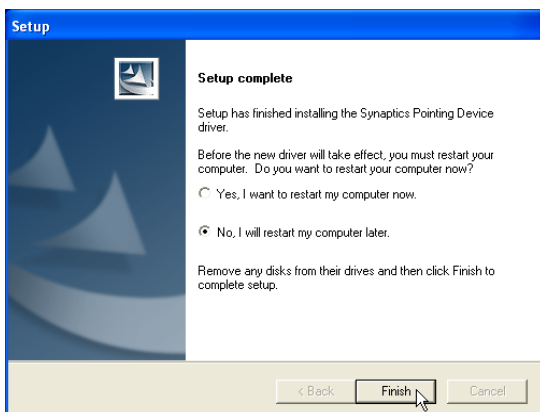 Setup
Setup complete
Setup has finished installing the Synaptics Pointing Device
driver.
Before the new driver will take effect, you must restart your
computer.  Do you want to restart your computer now?
Yes, I want to restart my computer now.
No, I will restart my computer later.
Remove any disks from their drives and then click Finish to
complete setup.
< Back
Finish
Cancel